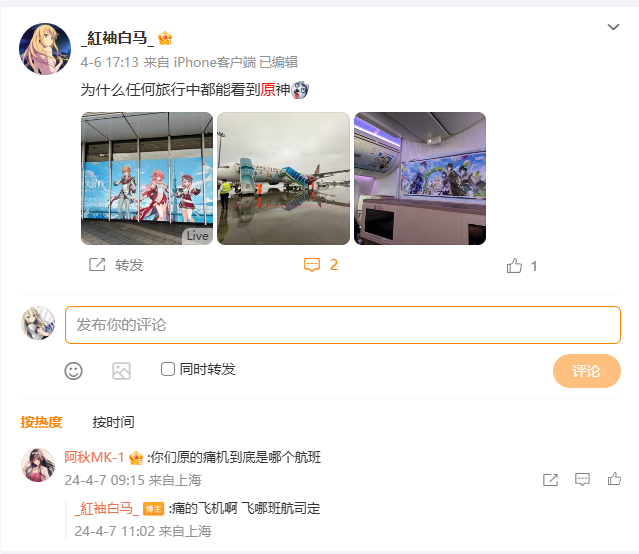 _紅袖白马_
4-6 17:13 来自 iPhone客户端 已编辑
为什么任何旅行中都能看到原神
Live
转发
2
1
发布你的评论
同时转发
评论
按热度 按时间
阿秋MK-1 :你们原的痛机到底是哪个航班
24-4-7 09:15 来自上海
_紅袖白马_ 博主 :痛的飞机啊 飞哪班航司定
24-4-7 11:02 来自上海